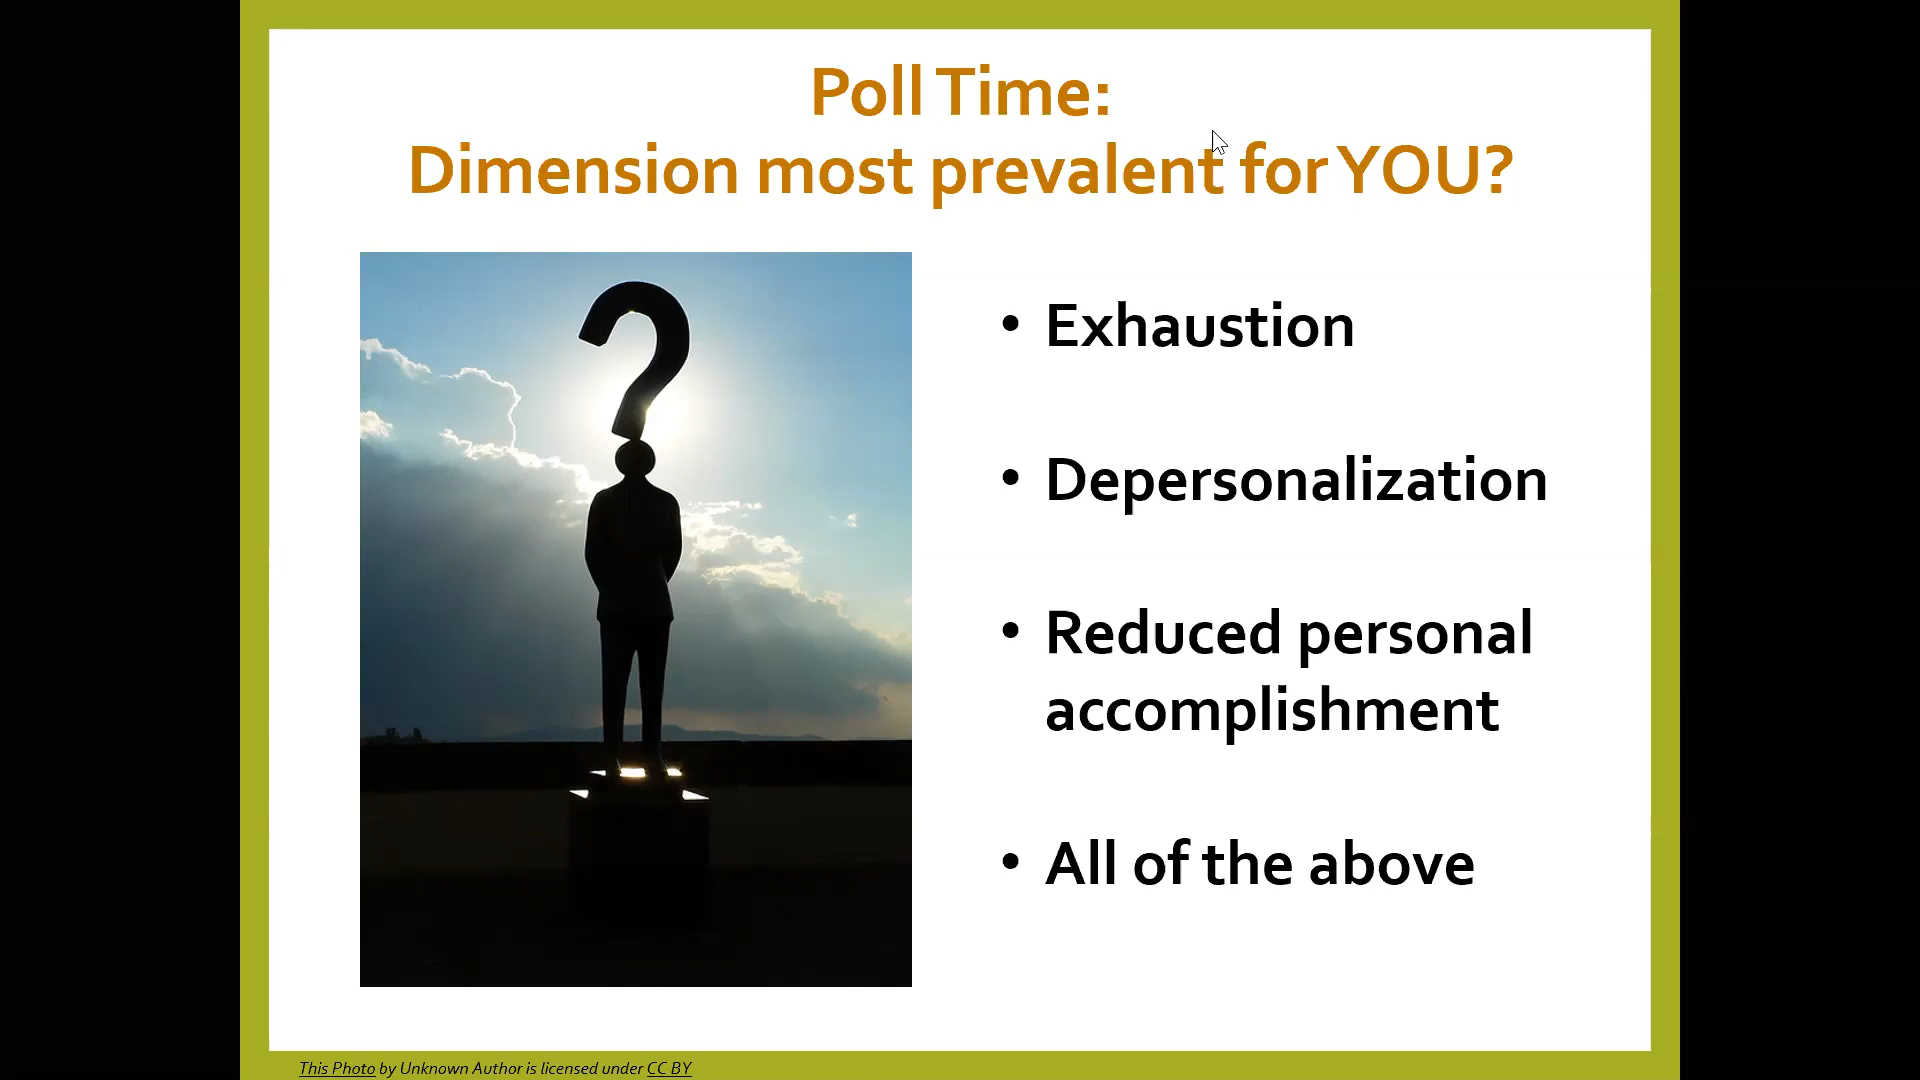 Poll Time:
Dimension most prevalent for YOU?
• Exhaustion
• Depersonalization
• Reduced personal
accomplishment
• All of the above
This Photo by Unknown Author is licensed under CC BY